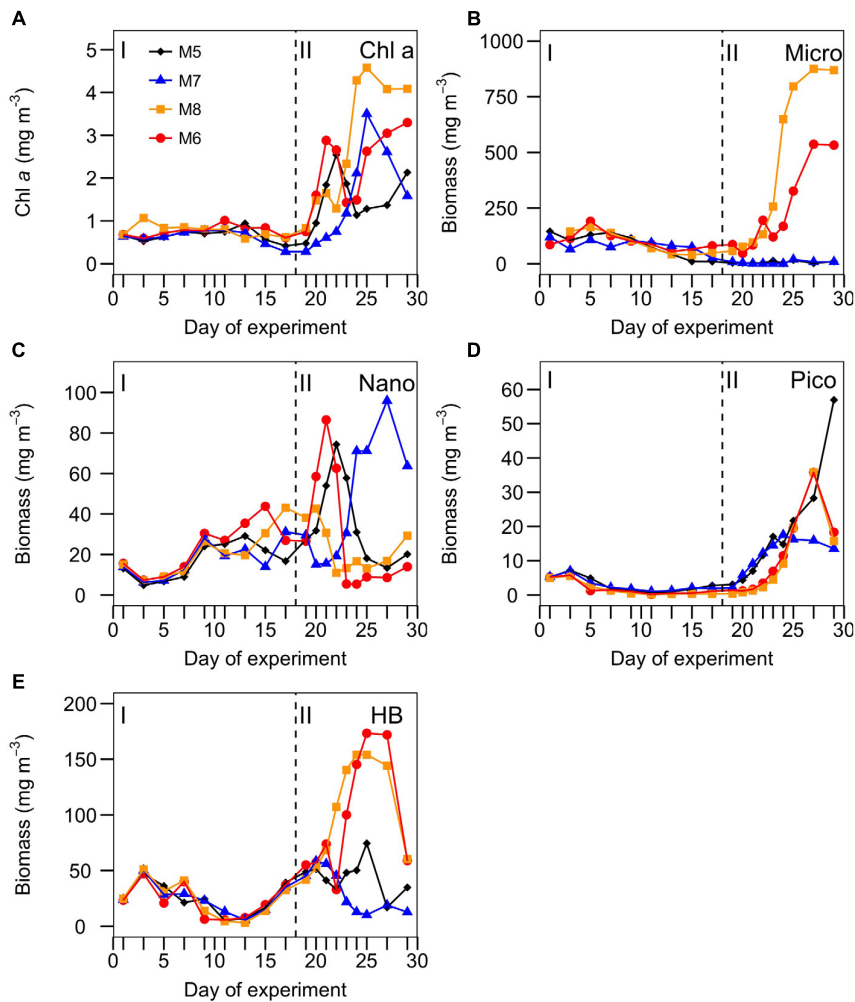 A
I
II
Chl a
M5
M7
M8
M6
5
4
3
2
1
0
Chl a (mg m⁻³)
0
5
10
15
20
25
30
Day of experiment
B
I
II
Micro
1000
750
500
250
0
Biomass (mg m⁻³)
0
5
10
15
20
25
30
Day of experiment
C
I
II
Nano
100
80
60
40
20
0
Biomass (mg m⁻³)
0
5
10
15
20
25
30
Day of experiment
D
I
II
Pico
60
50
40
30
20
10
0
Biomass (mg m⁻³)
0
5
10
15
20
25
30
Day of experiment
E
I
II
HB
200
150
100
50
0
Biomass (mg m⁻³)
0
5
10
15
20
25
30
Day of experiment